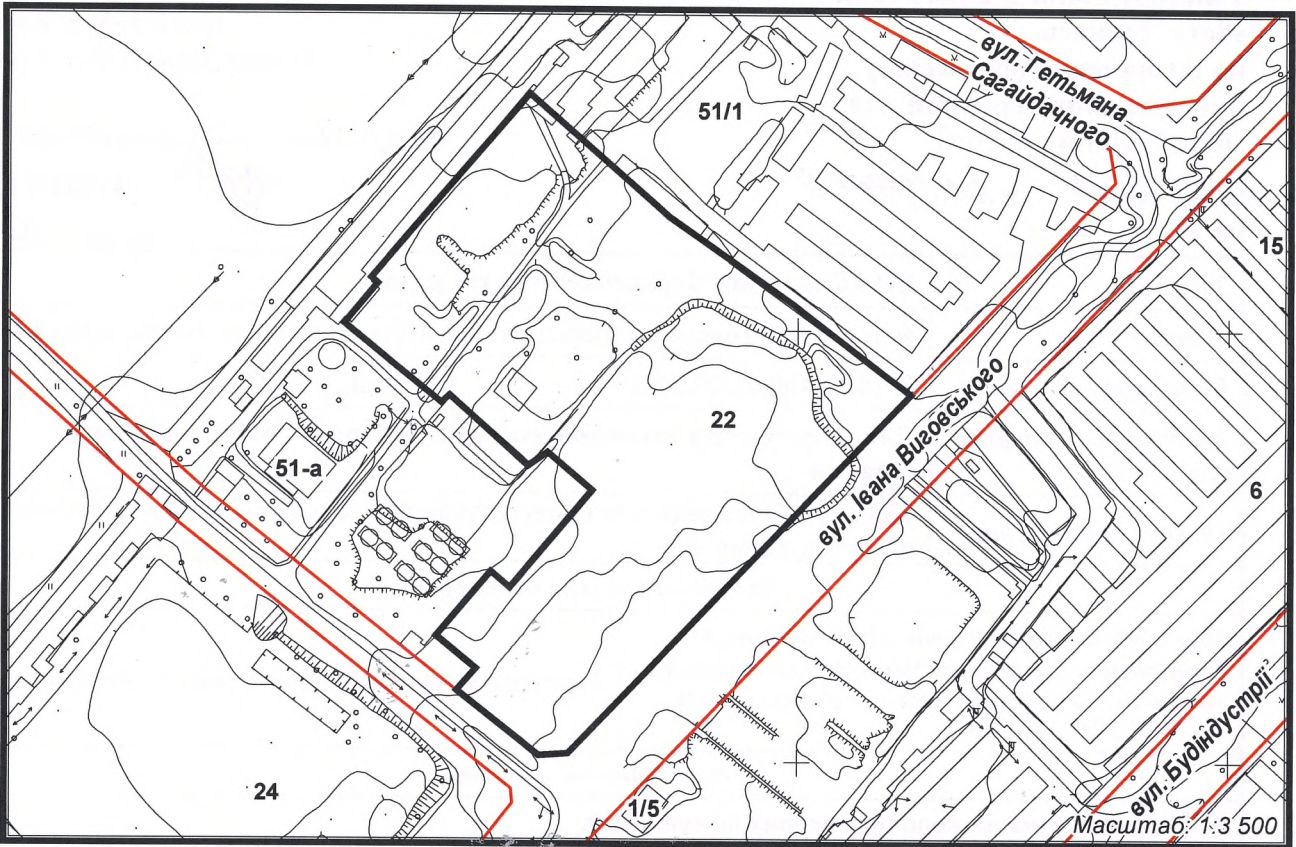 вул. Гетьмана
Сагайдачного
51/1
15
22
вул. Івана Виговського
51-а
6
24
1/5
вул. Будіндустрії
Масштаб: 1:3 500